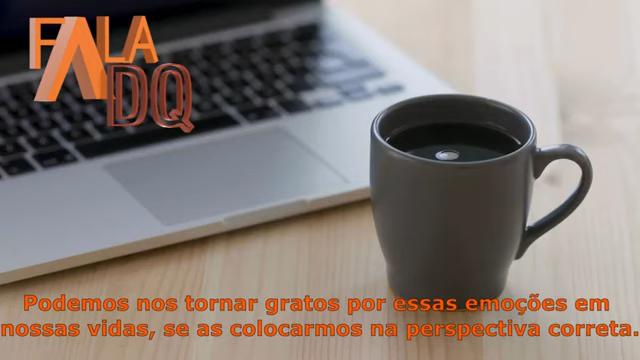 FALA
DQ
Podemos nos tornar gratos por essas emoções em
nossas vidas, se as colocarmos na perspectiva correta.